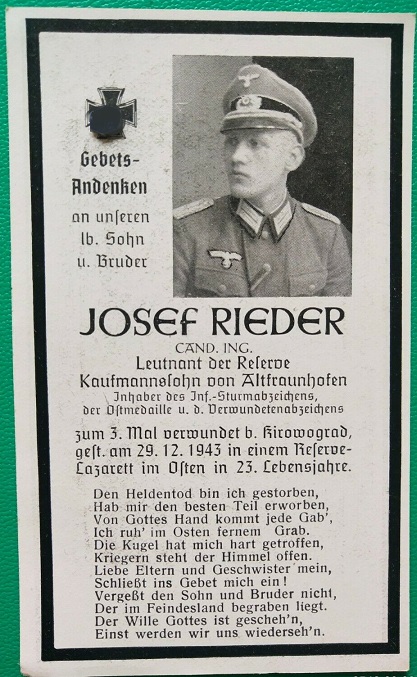 Gebets-
Andenken
an unseren
lb. Sohn
u. Bruder
JOSEF RIEDER
CAND. ING.
Leutnant der Reserve
Kaufmannssohn von Altfraunhofen
Inhaber des Inf.-Sturmabzeichens,
der Ostmedaille u. d. Verwundetenabzeichens
zum 3. Mal verwundet b. Kirowograd,
gest. am 29. 12. 1943 in einem Reserve-
Lazarett im Osten in 23. Lebensjahre.
Den Heldentod bin ich gestorben,
Hab mir den besten Teil erworben,
Von Gottes Hand kommt jede Gab',
Ich ruh' im Osten fernem Grab.
Die Kugel hat mich hart getroffen,
Kriegern steht der Himmel offen.
Liebe Eltern und Geschwister mein,
Schließt ins Gebet mich ein!
Vergeßt den Sohn und Bruder nicht,
Der im Feindesland begraben liegt.
Der Wille Gottes ist gescheh'n,
Einst werden wir uns wiederseh'n.